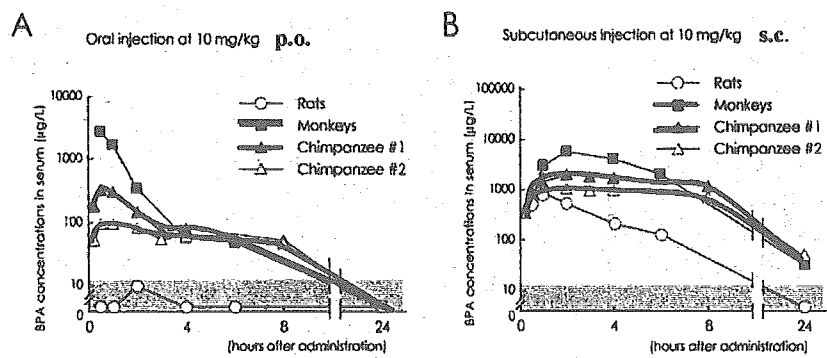 A
Oral injection at 10 mg/kg p.o.
BPA concentrations in serum (µg/L)
10000
1000
100
10
0
0
4
8
24
(hours after administration)
Rats
Monkeys
Chimpanzee #1
Chimpanzee #2
B
Subcutaneous injection at 10 mg/kg s.c.
BPA concentrations in serum (µg/L)
100000
10000
1000
100
10
0
0
4
8
24
(hours after administration)
Rats
Monkeys
Chimpanzee #1
Chimpanzee #2